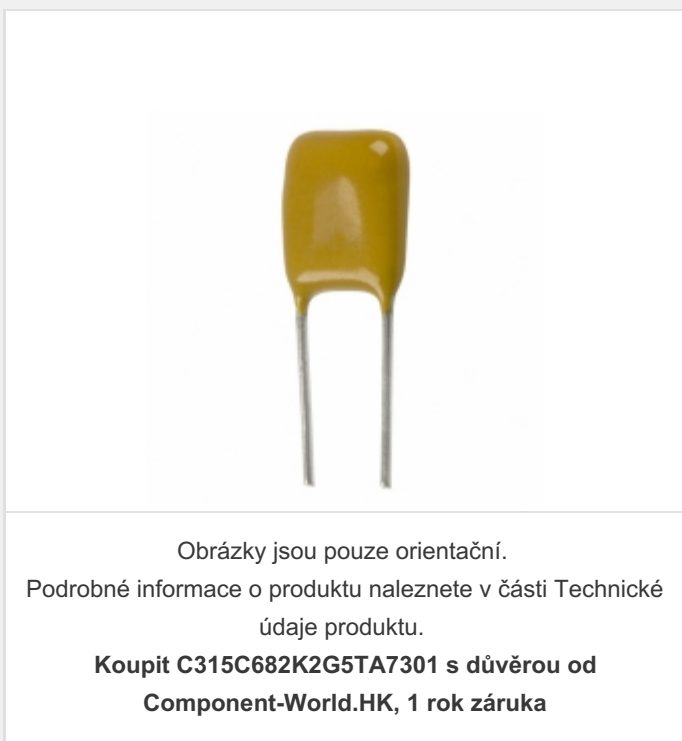 Obrázky jsou pouze orientační.
Podrobné informace o produktu naleznete v části Technické
údaje produktu.
Koupit C315C682K2G5TA7301 s důvěrou od
Component-World.HK, 1 rok záruka